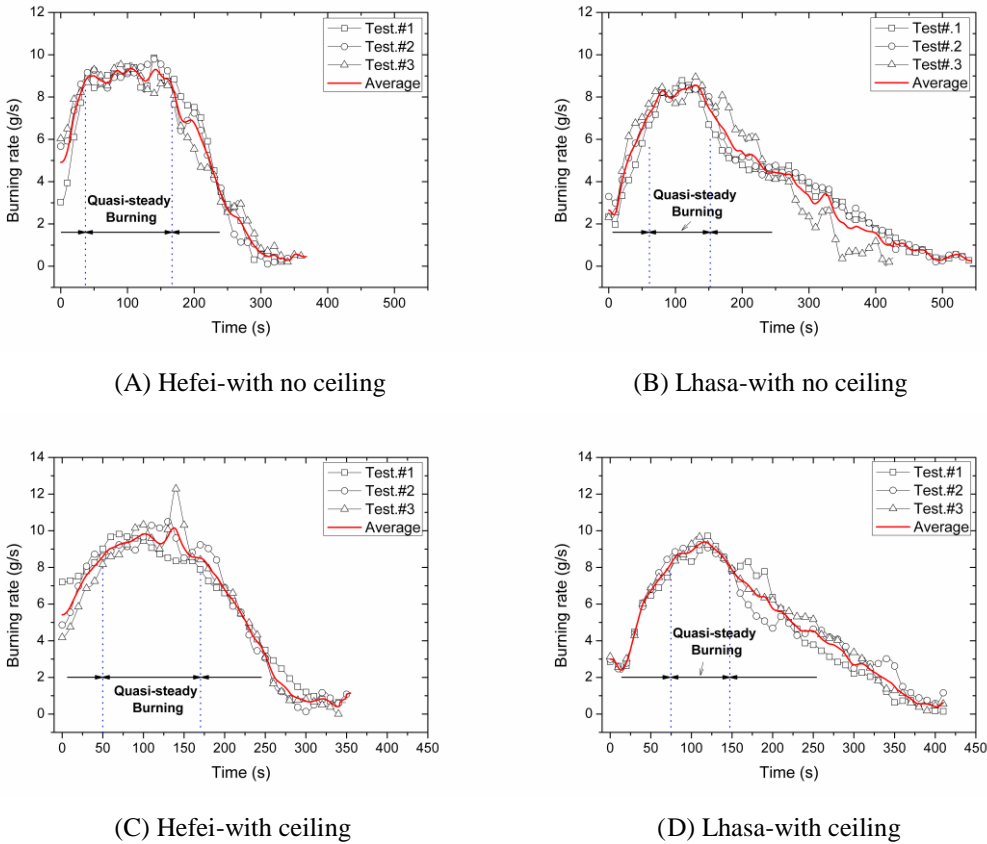 Test.#1
Test.#2
Test.#3
Average
12
10
8
6
4
2
0
Burning rate (g/s)
Quasi-steady
Burning
0 100 200 300 400 500
Time (s)
(A) Hefei-with no ceiling
Test#.1
Test#.2
Test#.3
Average
12
10
8
6
4
2
0
Burning rate (g/s)
Quasi-steady
Burning
0 100 200 300 400 500
Time (s)
(B) Lhasa-with no ceiling
Test.#1
Test.#2
Test.#3
Average
14
12
10
8
6
4
2
0
Burning rate (g/s)
Quasi-steady
Burning
0 50 100 150 200 250 300 350 400 450
Time (s)
(C) Hefei-with ceiling
Test.#1
Test.#2
Test.#3
Average
14
12
10
8
6
4
2
0
Burning rate (g/s)
Quasi-steady
Burning
0 50 100 150 200 250 300 350 400 450
Time (s)
(D) Lhasa-with ceiling